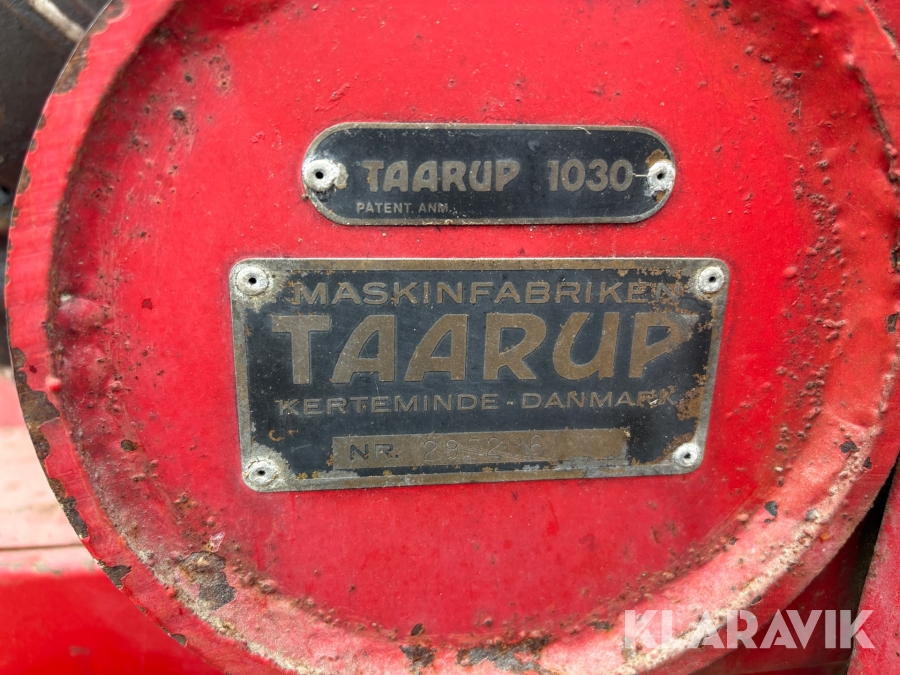 TAARUP 1030
PATENT. ANM.
MASKINFABRIKEN
TAARUP
KERTEMINDE - DANMARK
NR.
KLARAVIK